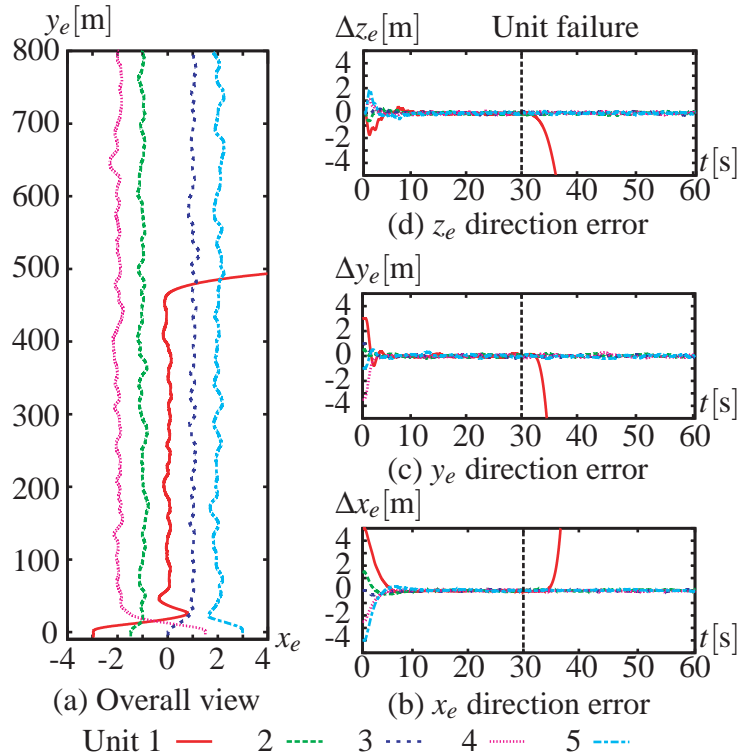 y_e[m]
800
700
600
500
400
300
200
100
0
-4 -2 0 2 x_e 4
(a) Overall view
Δz_e[m] Unit failure
4
2
0
-2
-4
t[s]
0 10 20 30 40 50 60
(d) z_e direction error
Δy_e[m]
4
2
0
-2
-4
t[s]
0 10 20 30 40 50 60
(c) y_e direction error
Δx_e[m]
4
2
0
-2
-4
t[s]
0 10 20 30 40 50 60
(b) x_e direction error
Unit 1 2 3 4 5